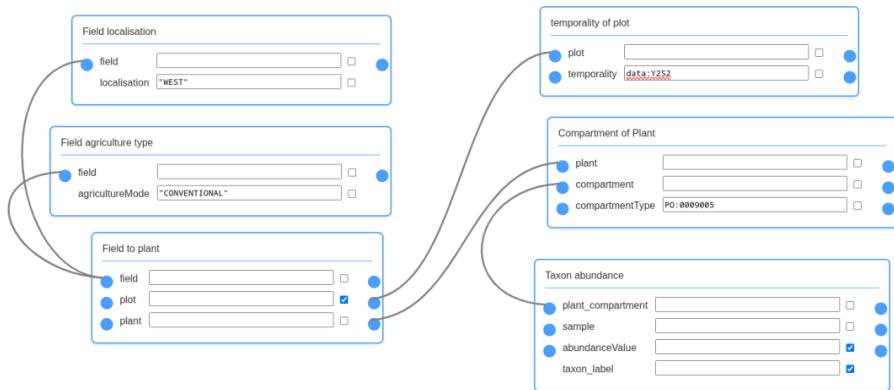 Field localisation
field
localisation "WEST"
Field agriculture type
field
agricultureMode "CONVENTIONAL"
Field to plant
field
plot
plant
temporality of plot
plot
temporality data:Y2S2
Compartment of Plant
plant
compartment
compartmentType PO:0009005
Taxon abundance
plant_compartment
sample
abundanceValue
taxon_label